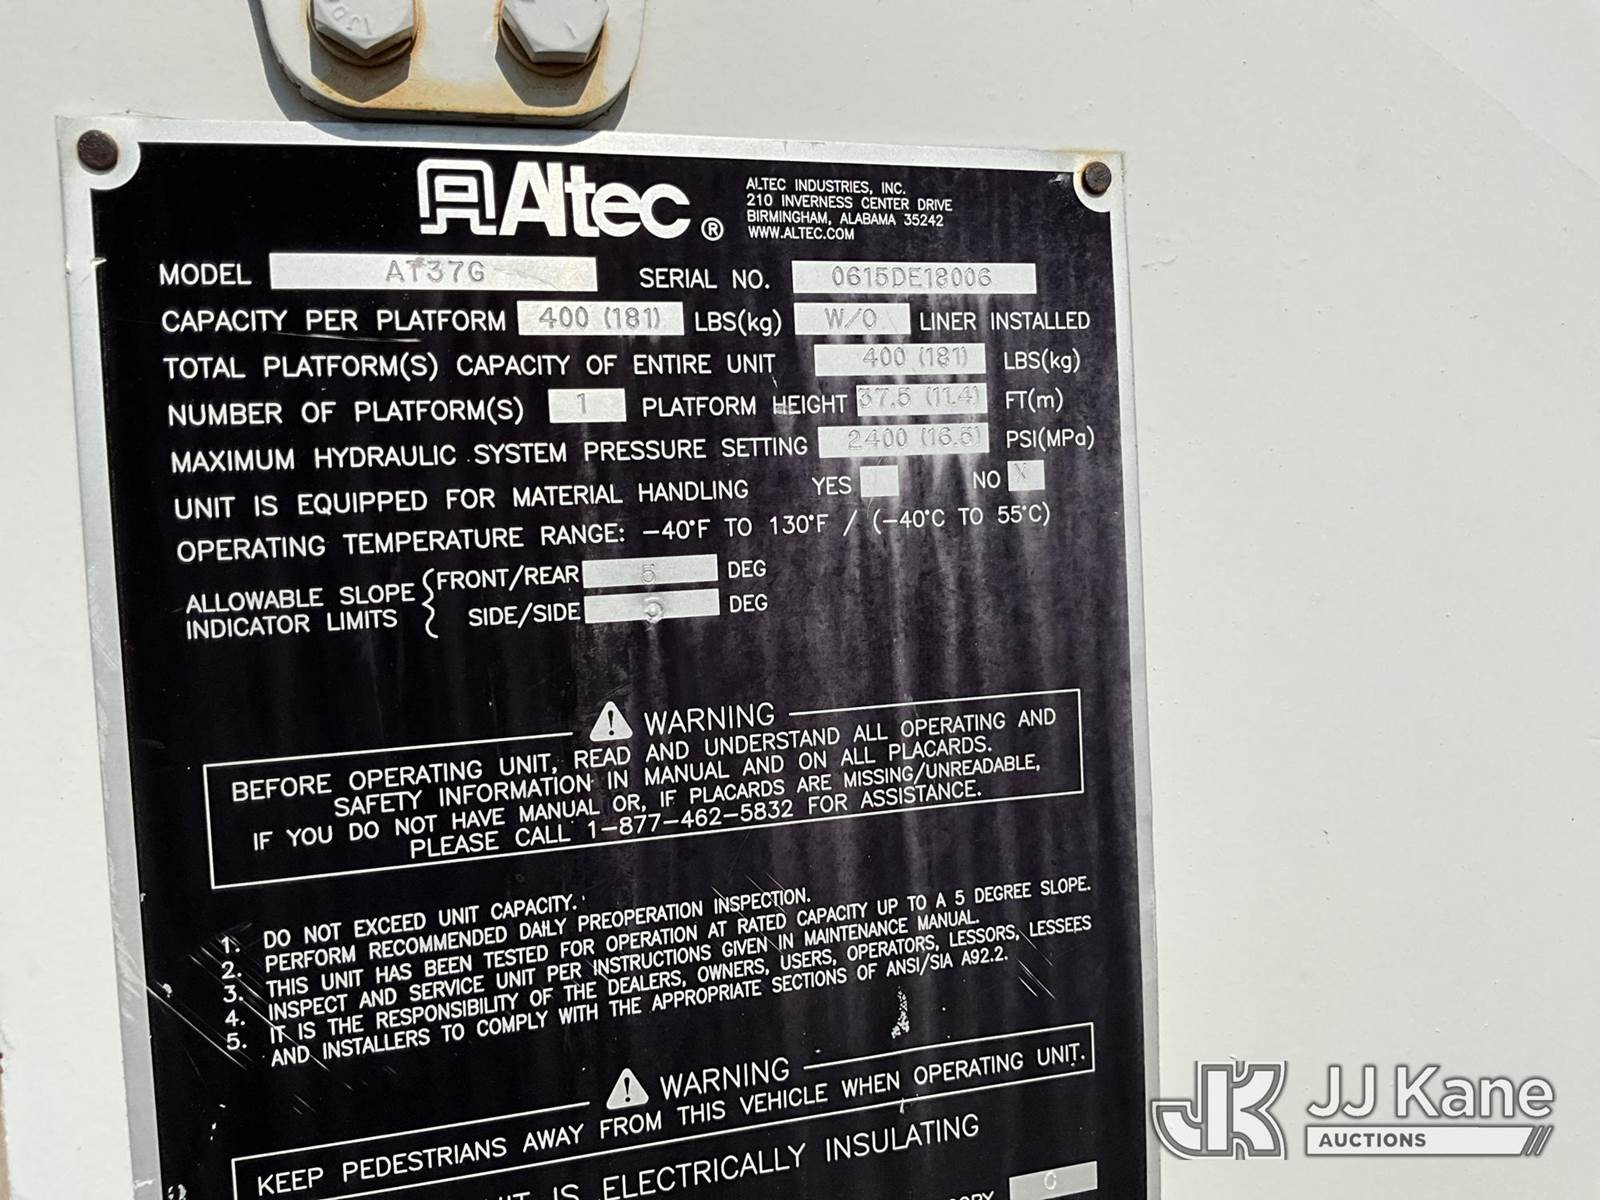 Altec ®
ALTEC INDUSTRIES, INC.
210 INVERNESS CENTER DRIVE
BIRMINGHAM, ALABAMA 35242
WWW.ALTEC.COM
MODEL AT37G SERIAL NO. 0615DE18006
CAPACITY PER PLATFORM 400 (181) LBS(kg) W/O LINER INSTALLED
TOTAL PLATFORM(S) CAPACITY OF ENTIRE UNIT 400 (181) LBS(kg)
NUMBER OF PLATFORM(S) 1 PLATFORM HEIGHT 37.5 (11.4) FT(m)
MAXIMUM HYDRAULIC SYSTEM PRESSURE SETTING 2400 (16.5) PSI(MPa)
UNIT IS EQUIPPED FOR MATERIAL HANDLING YES NO X
OPERATING TEMPERATURE RANGE: -40°F TO 130°F / (-40°C TO 55°C)
ALLOWABLE SLOPE FRONT/REAR 5 DEG
INDICATOR LIMITS SIDE/SIDE DEG
WARNING
BEFORE OPERATING UNIT, READ AND UNDERSTAND ALL OPERATING AND
SAFETY INFORMATION IN MANUAL AND ON ALL PLACARDS.
IF YOU DO NOT HAVE MANUAL OR, IF PLACARDS ARE MISSING/UNREADABLE,
PLEASE CALL 1-877-462-5832 FOR ASSISTANCE.
1. DO NOT EXCEED UNIT CAPACITY.
2. PERFORM RECOMMENDED DAILY PREOPERATION INSPECTION.
3. THIS UNIT HAS BEEN TESTED FOR OPERATION AT RATED CAPACITY UP TO A 5 DEGREE SLOPE.
4. INSPECT AND SERVICE UNIT PER INSTRUCTIONS GIVEN IN MAINTENANCE MANUAL.
5. IT IS THE RESPONSIBILITY OF THE DEALERS, OWNERS, USERS, OPERATORS, LESSORS, LESSEES
AND INSTALLERS TO COMPLY WITH THE APPROPRIATE SECTIONS OF ANSI/SIA A92.2.
WARNING
KEEP PEDESTRIANS AWAY FROM THIS VEHICLE WHEN OPERATING UNIT.
IS ELECTRICALLY INSULATING
C
JK JJ Kane
AUCTIONS